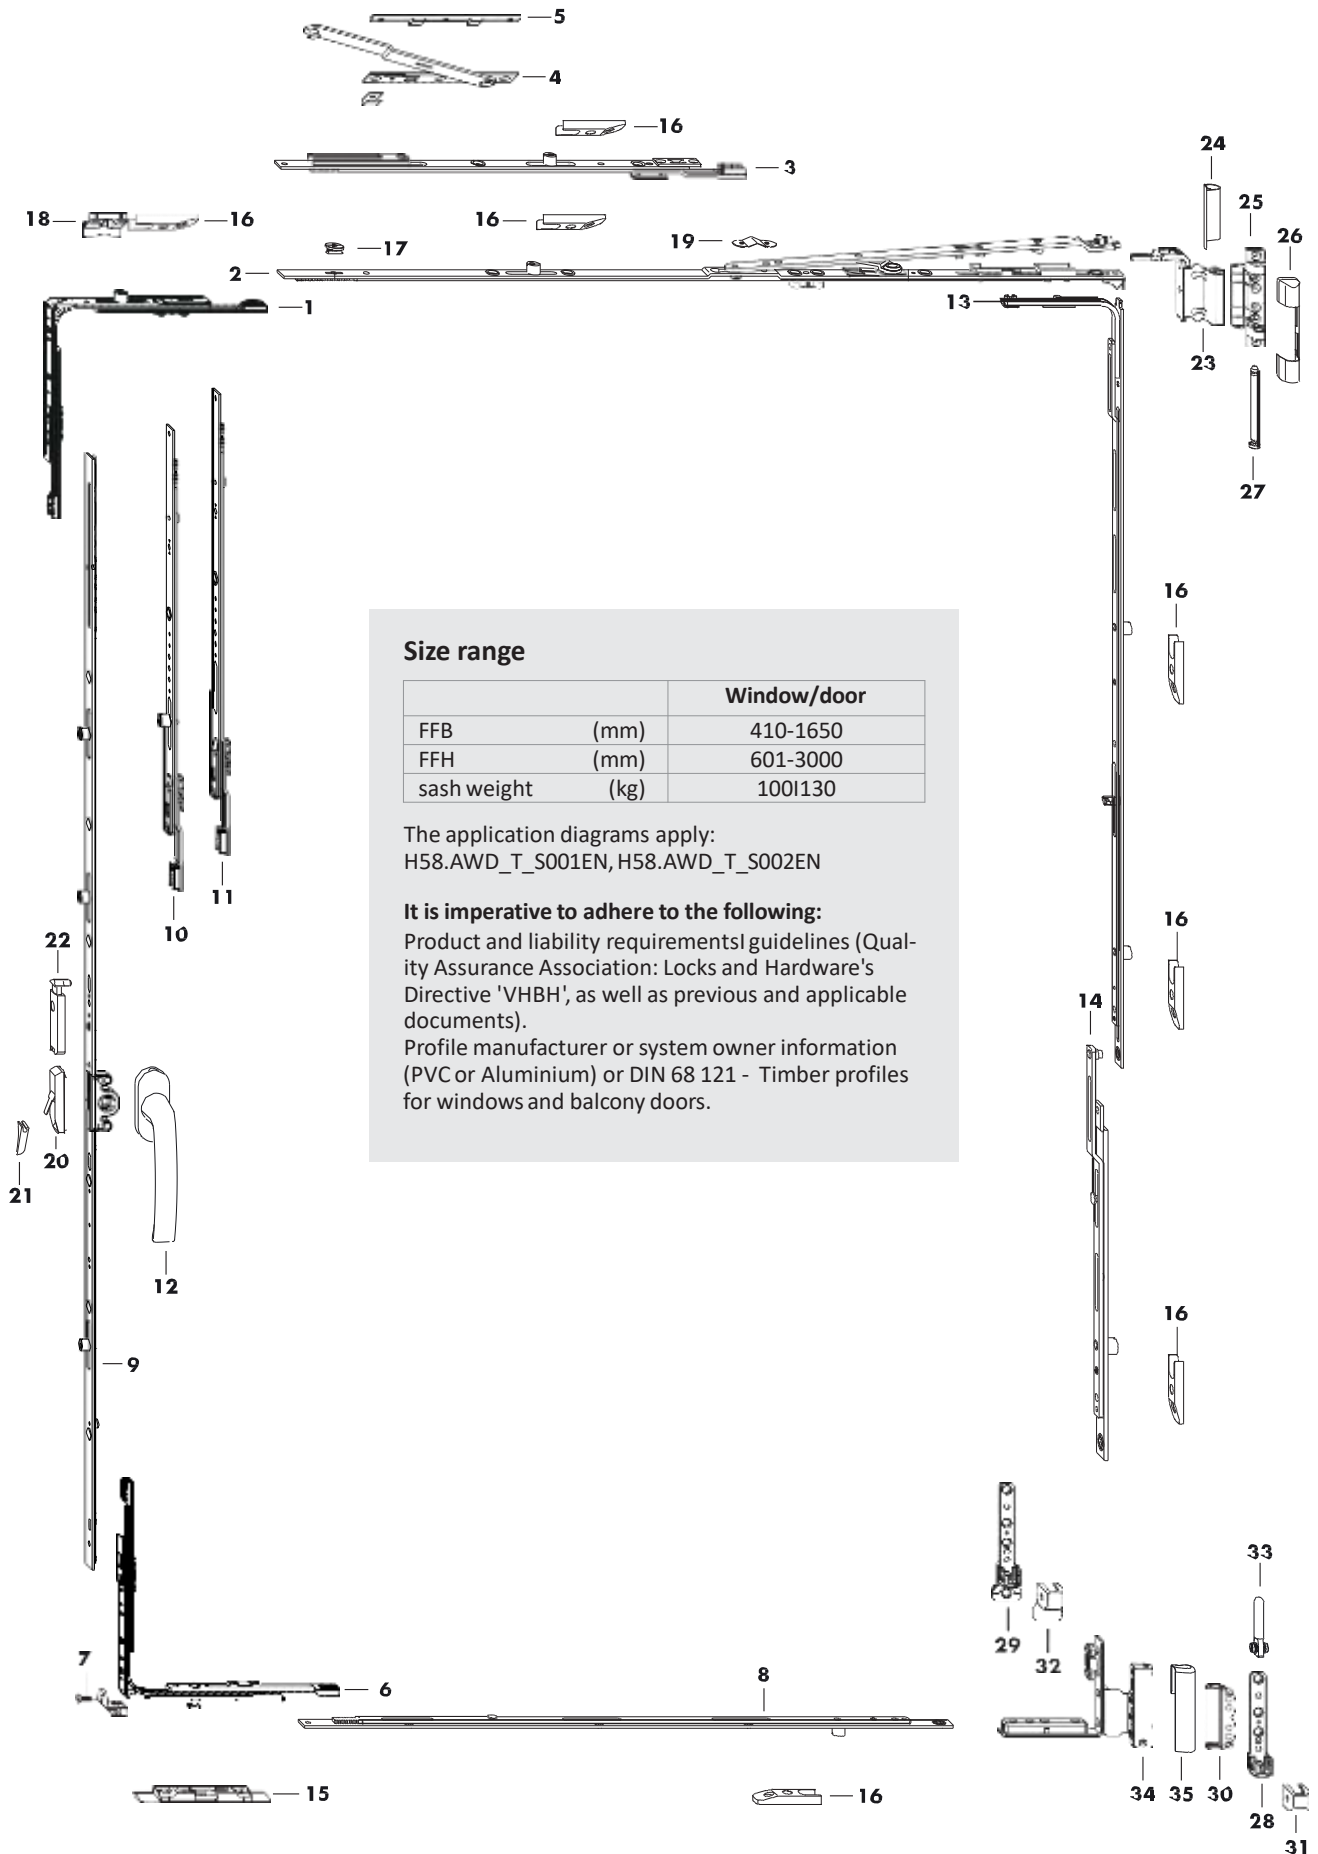 5
4
16
3
24
18
16
16
25
17
19
26
2
1
13
23
27
16
Size range
Window/door
FFB (mm) 410-1650
FFH (mm) 601-3000
sash weight (kg) 100I130
The application diagrams apply:
H58.AWD_T_S001EN, H58.AWD_T_S002EN
11
It is imperative to adhere to the following:
10
22
Product and liability requirementsI guidelines (Qual-
ity Assurance Association: Locks and Hardware's
Directive 'VHBH', as well as previous and applicable
documents).
Profile manufacturer or system owner information
(PVC or Aluminium) or DIN 68 121 - Timber profiles
for windows and balcony doors.
16
14
20
21
12
16
9
33
29
32
7
6
8
15
16
34
35
30
28
31